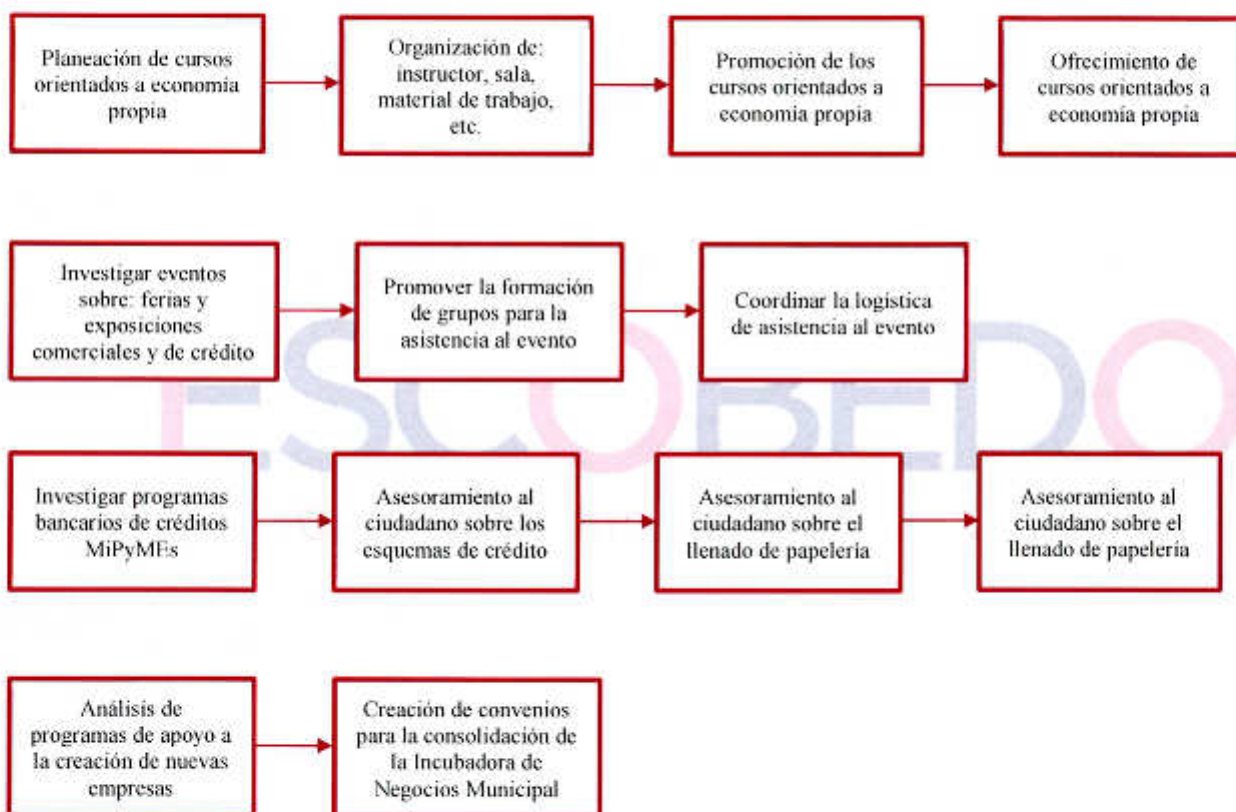 Planeación de cursos
orientados a economía
propia
Organización de:
instructor, sala,
material de trabajo,
etc.
Promoción de los
cursos orientados a
economía propia
Ofrecimiento de
cursos orientados a
economía propia
Investigar eventos
sobre: ferias y
exposiciones
comerciales y de crédito
Promover la formación
de grupos para la
asistencia al evento
Coordinar la logística
de asistencia al evento
ESCOBEDO
Investigar programas
bancarios de créditos
MiPyMEs
Asesoramiento al
ciudadano sobre los
esquemas de crédito
Asesoramiento al
ciudadano sobre el
llenado de papelería
Asesoramiento al
ciudadano sobre el
llenado de papelería
Análisis de
programas de apoyo a
la creación de nuevas
empresas
Creación de convenios
para la consolidación de
la Incubadora de
Negocios Municipal